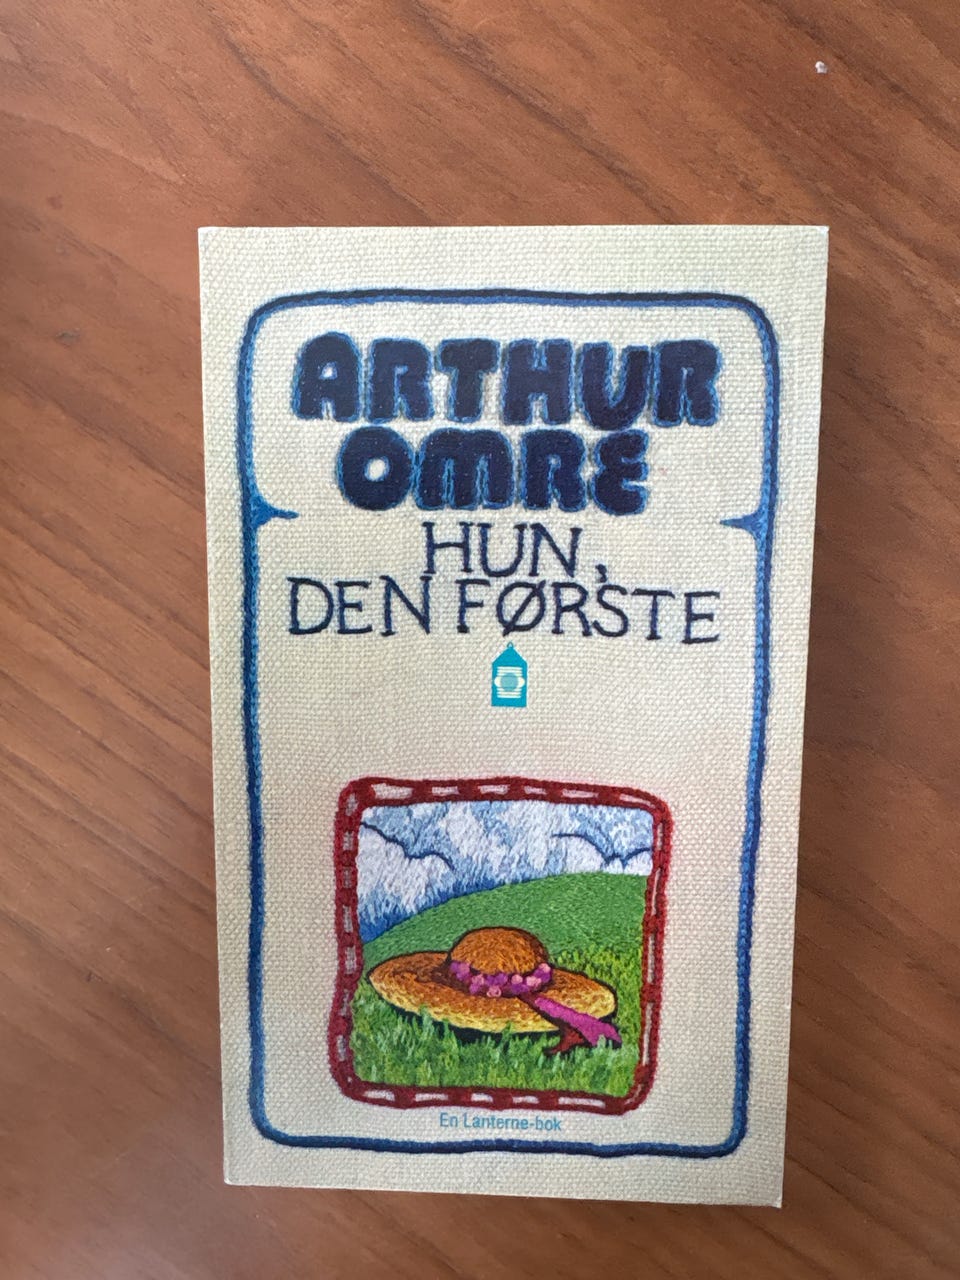 ARTHUR
OMRE
HUN,
DEN FØRSTE
En Lanterne-bok